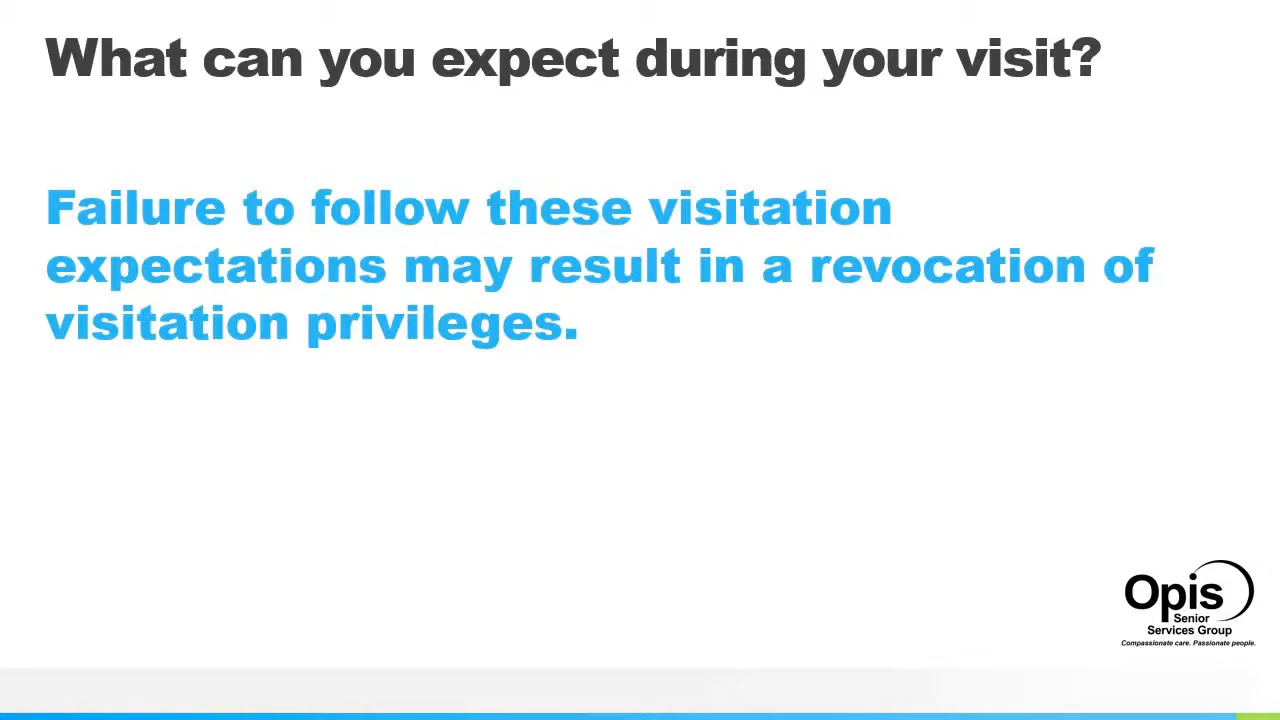 What can you expect during your visit?
Failure to follow these visitation
expectations may result in a revocation of
visitation privileges.
Opis
Senior
Services Group
Compassionate care. Passionate people.